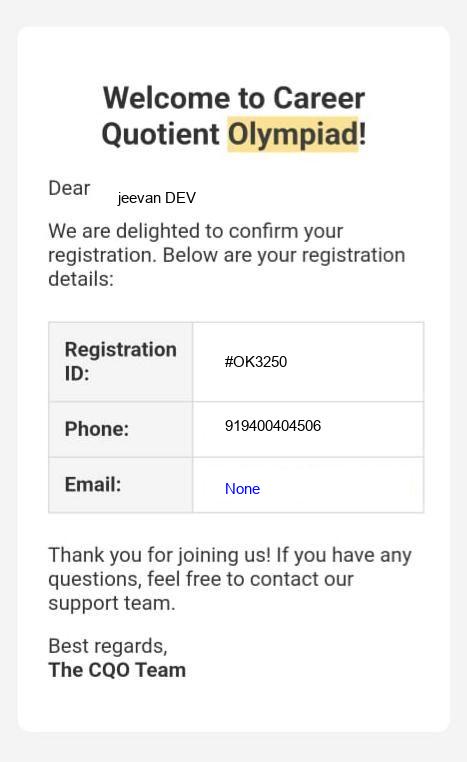 Welcome to Career
Quotient Olympiad!
Dear jeevan DEV
We are delighted to confirm your
registration. Below are your registration
details:
Registration
ID:
#OK3250
Phone:
919400404506
Email:
None
Thank you for joining us! If you have any
questions, feel free to contact our
support team.
Best regards,
The CQO Team